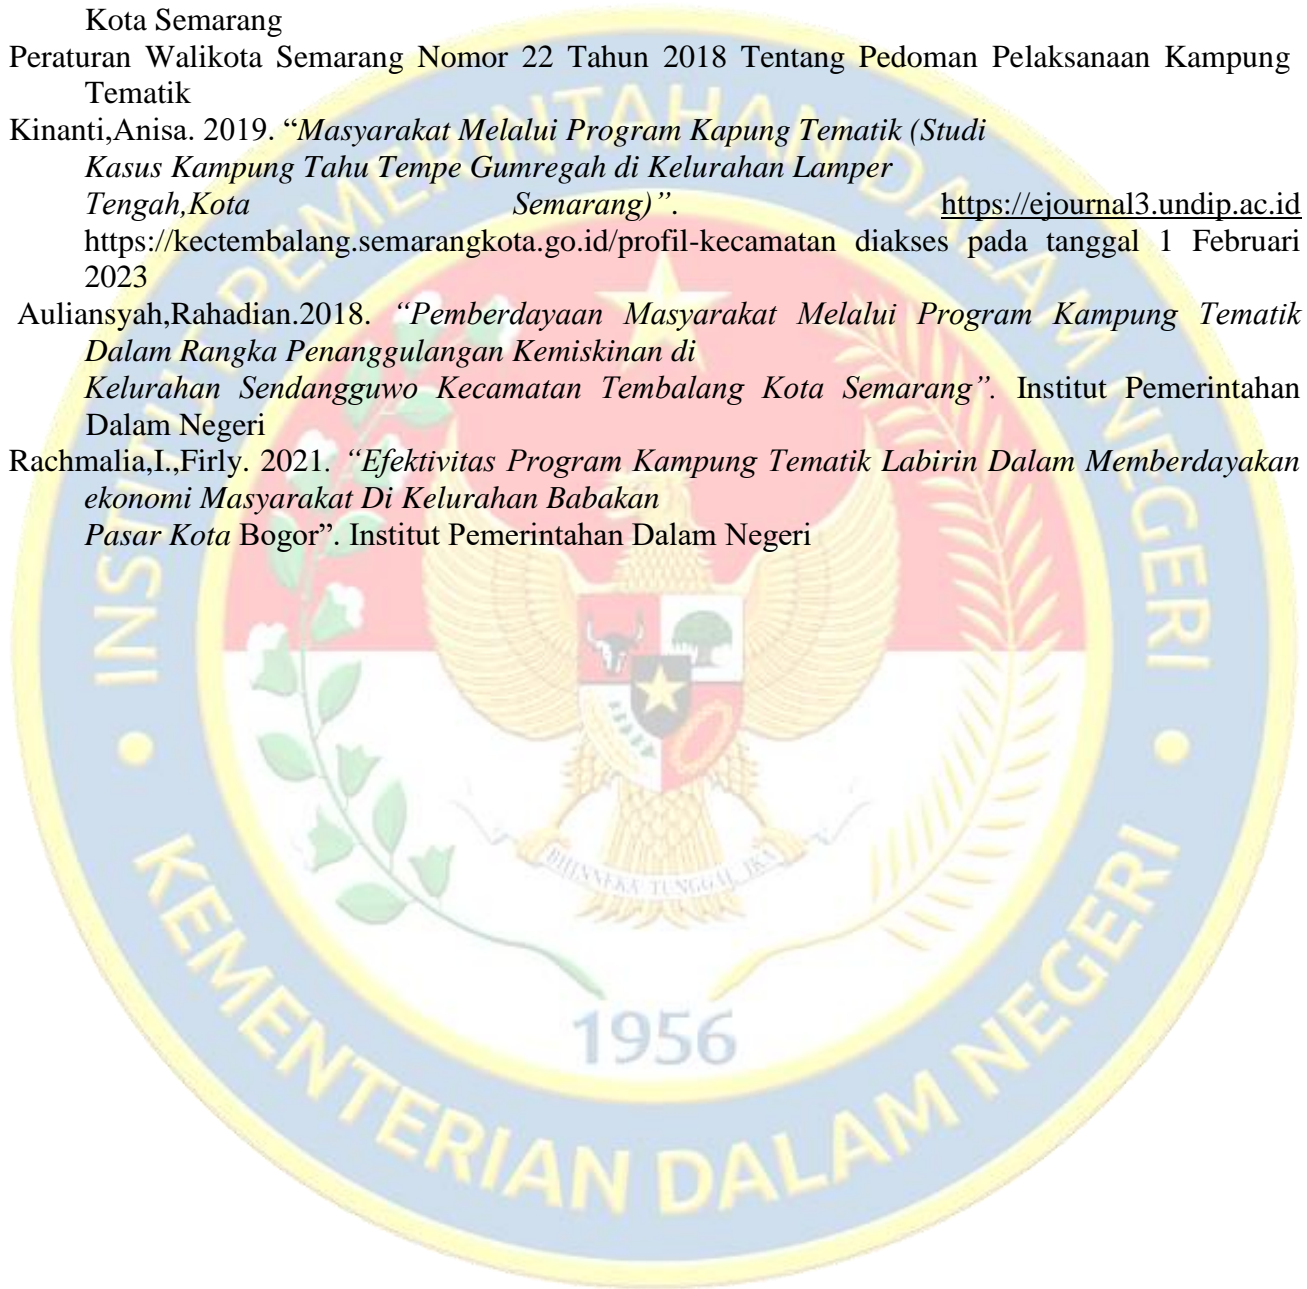 Kota Semarang
Peraturan Walikota Semarang Nomor 22 Tahun 2018 Tentang Pedoman Pelaksanaan Kampung
Tematik
Kinanti,Anisa. 2019. “Masyarakat Melalui Program Kapung Tematik (Studi
Kasus Kampung Tahu Tempe Gumregah di Kelurahan Lamper
Tengah,Kota Semarang)”. https://ejournal3.undip.ac.id
https://kectembalang.semarangkota.go.id/profil-kecamatan diakses pada tanggal 1 Februari
2023
Auliansyah,Rahadian.2018. “Pemberdayaan Masyarakat Melalui Program Kampung Tematik
Dalam Rangka Penanggulangan Kemiskinan di
Kelurahan Sendangguwo Kecamatan Tembalang Kota Semarang”. Institut Pemerintahan
Dalam Negeri
Rachmalia,I.,Firly. 2021. “Efektivitas Program Kampung Tematik Labirin Dalam Memberdayakan
ekonomi Masyarakat Di Kelurahan Babakan
Pasar Kota Bogor”. Institut Pemerintahan Dalam Negeri
INSTITUT PEMERINTAHAN DALAM NEGERI
BHINNEKA TUNGGAL IKA
1956
KEMENTERIAN DALAM NEGERI